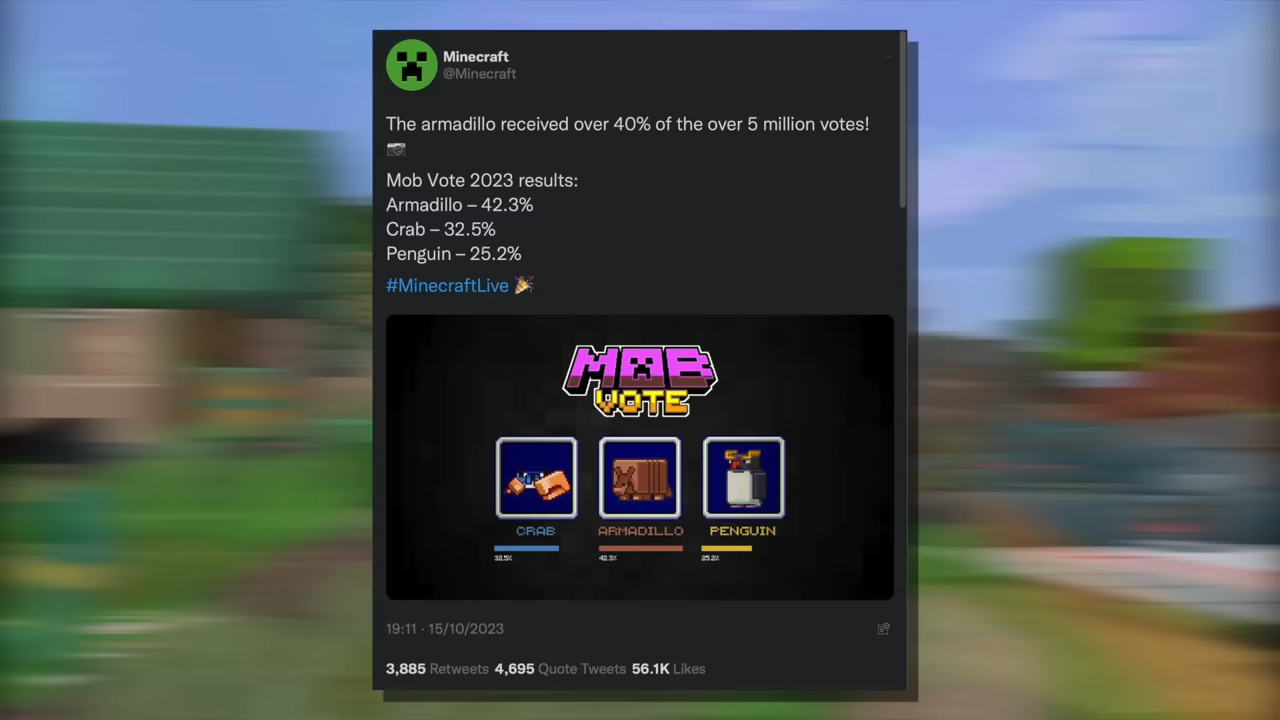 Minecraft
@Minecraft
The armadillo received over 40% of the over 5 million votes!
📷
Mob Vote 2023 results:
Armadillo – 42.3%
Crab – 32.5%
Penguin – 25.2%
#MinecraftLive 🎉
MOB
VOTE
CRAB ARMADILLO PENGUIN
32.5% 42.3% 25.2%
19:11 · 15/10/2023
3,885 Retweets 4,695 Quote Tweets 56.1K Likes